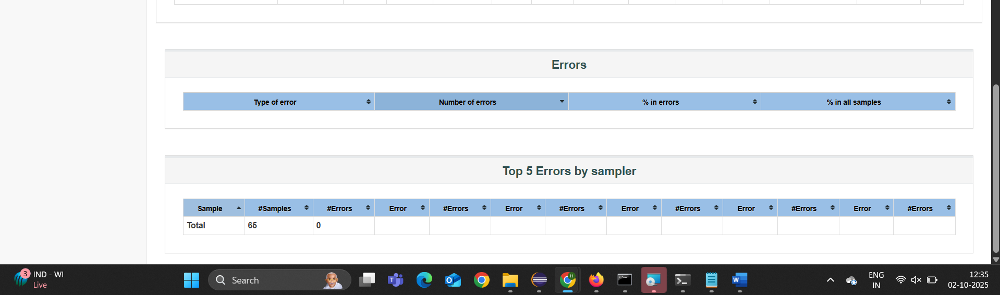 Errors
Type of error Number of errors % in errors % in all samples
Top 5 Errors by sampler
Sample #Samples #Errors Error #Errors Error #Errors Error #Errors Error #Errors Error #Errors
Total 65 0
3 IND - WI
Live
Search
ENG
IN
12:35
02-10-2025